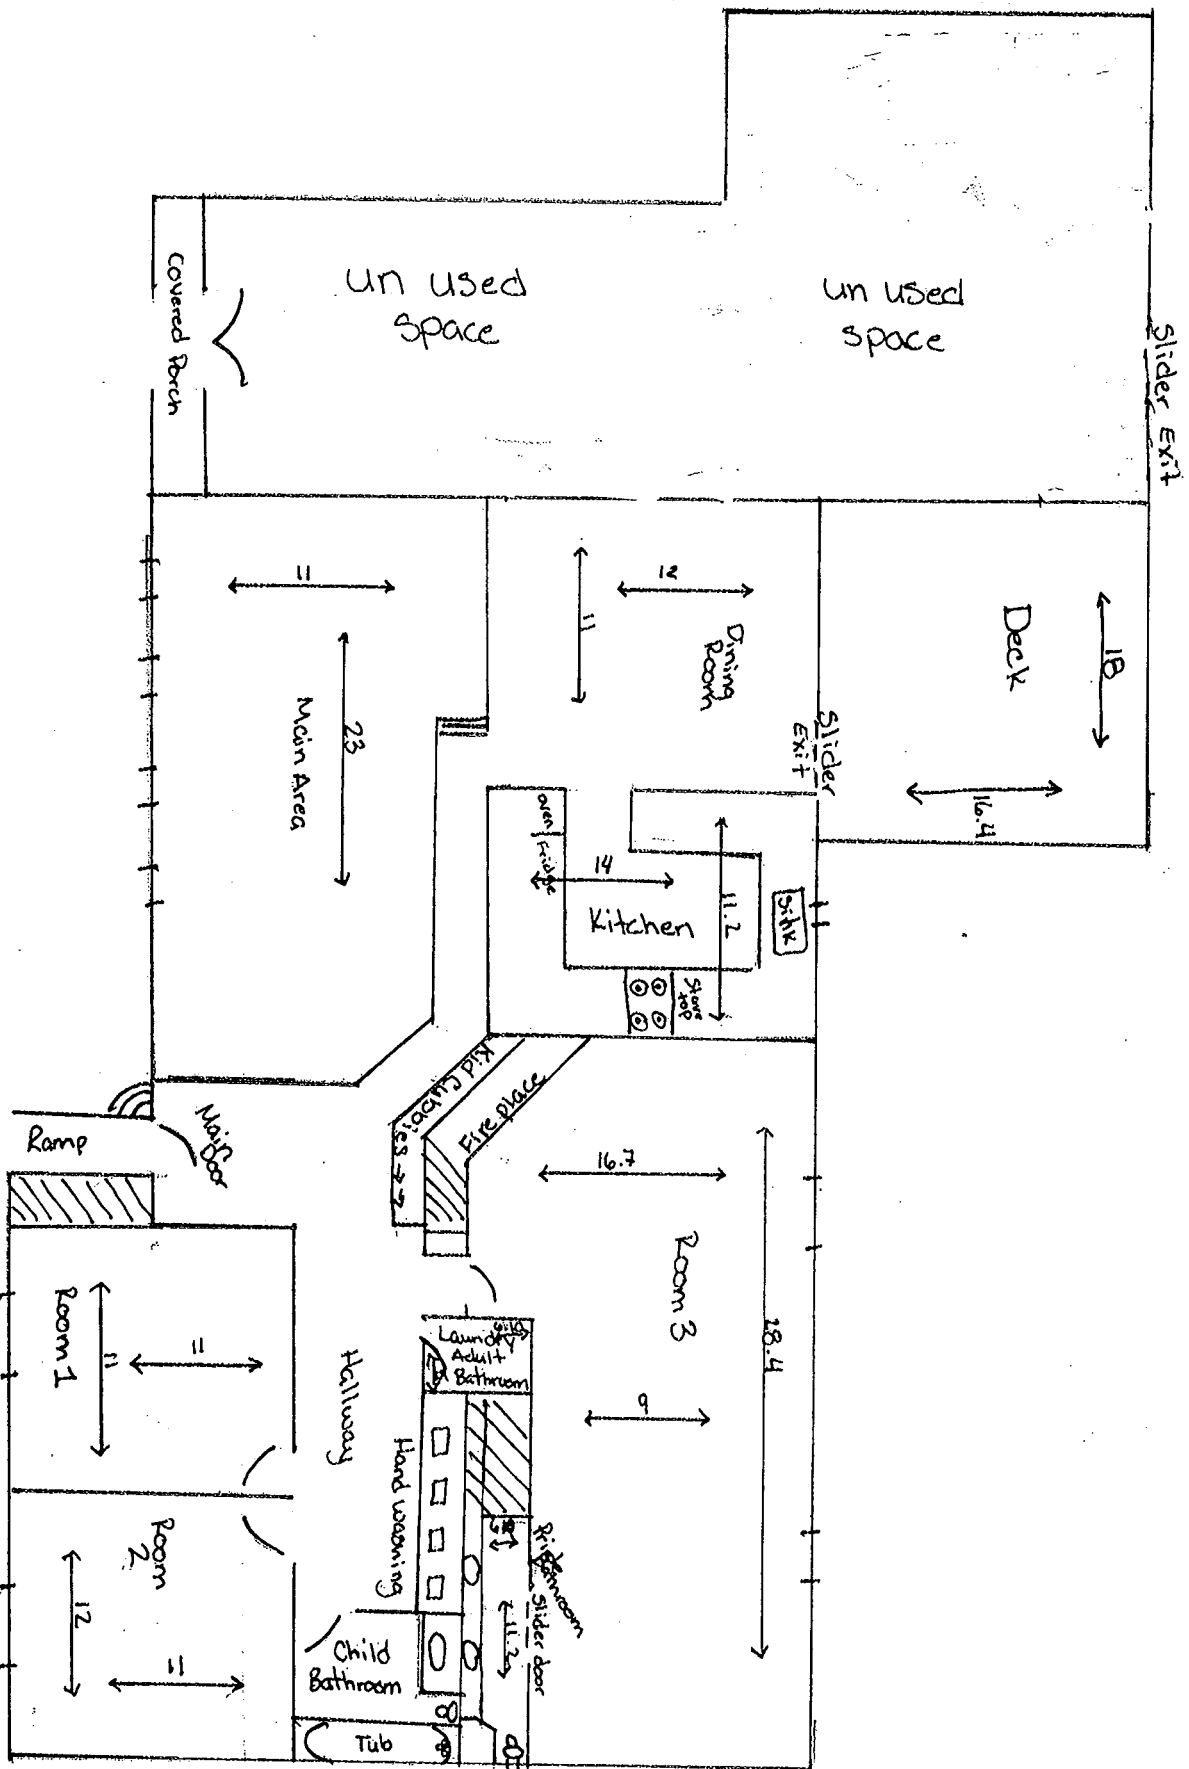 un used
space
un used
space
Slider Exit
Covered Porch
11
23
Main Area
11
12
Dining
Room
Deck
18
16.4
Slider
Exit
oven
Fridge
14
Kitchen
11.2
Sink
Stove
top
Kid Cubbies → →
Fireplace
Main
Door
Ramp
16.7
Room 3
28.4
9
Room 1
11
11
Hallway
Laundry
Adult
Bathroom
Hand washing
Slider door
11.2
Room
2
12
11
Child
Bathroom
Tub